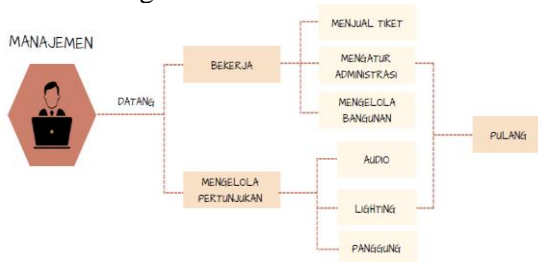 MANAJEMEN
DATANG
BEKERJA
MENJUAL TIKET
MENGATUR
ADMINISTRASI
MENGELOLA
BANGUNAN
MENGELOLA
PERTUNJUKAN
AUDIO
LIGHTING
PANGGUNG
PULANG